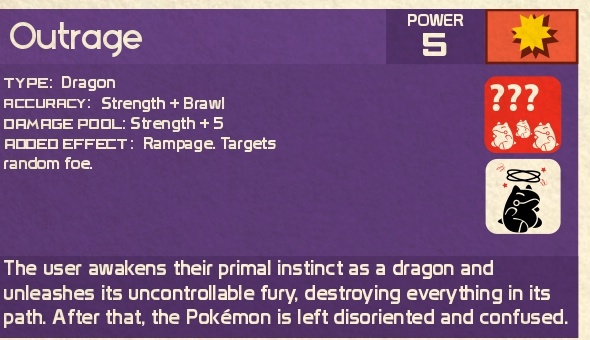 Outrage
POWER
5
TYPE: Dragon
ACCURACY: Strength + Brawl
DAMAGE POOL: Strength + 5
ADDED EFFECT: Rampage. Targets
random foe.
???
The user awakens their primal instinct as a dragon and
unleashes its uncontrollable fury, destroying everything in its
path. After that, the Pokémon is left disoriented and confused.